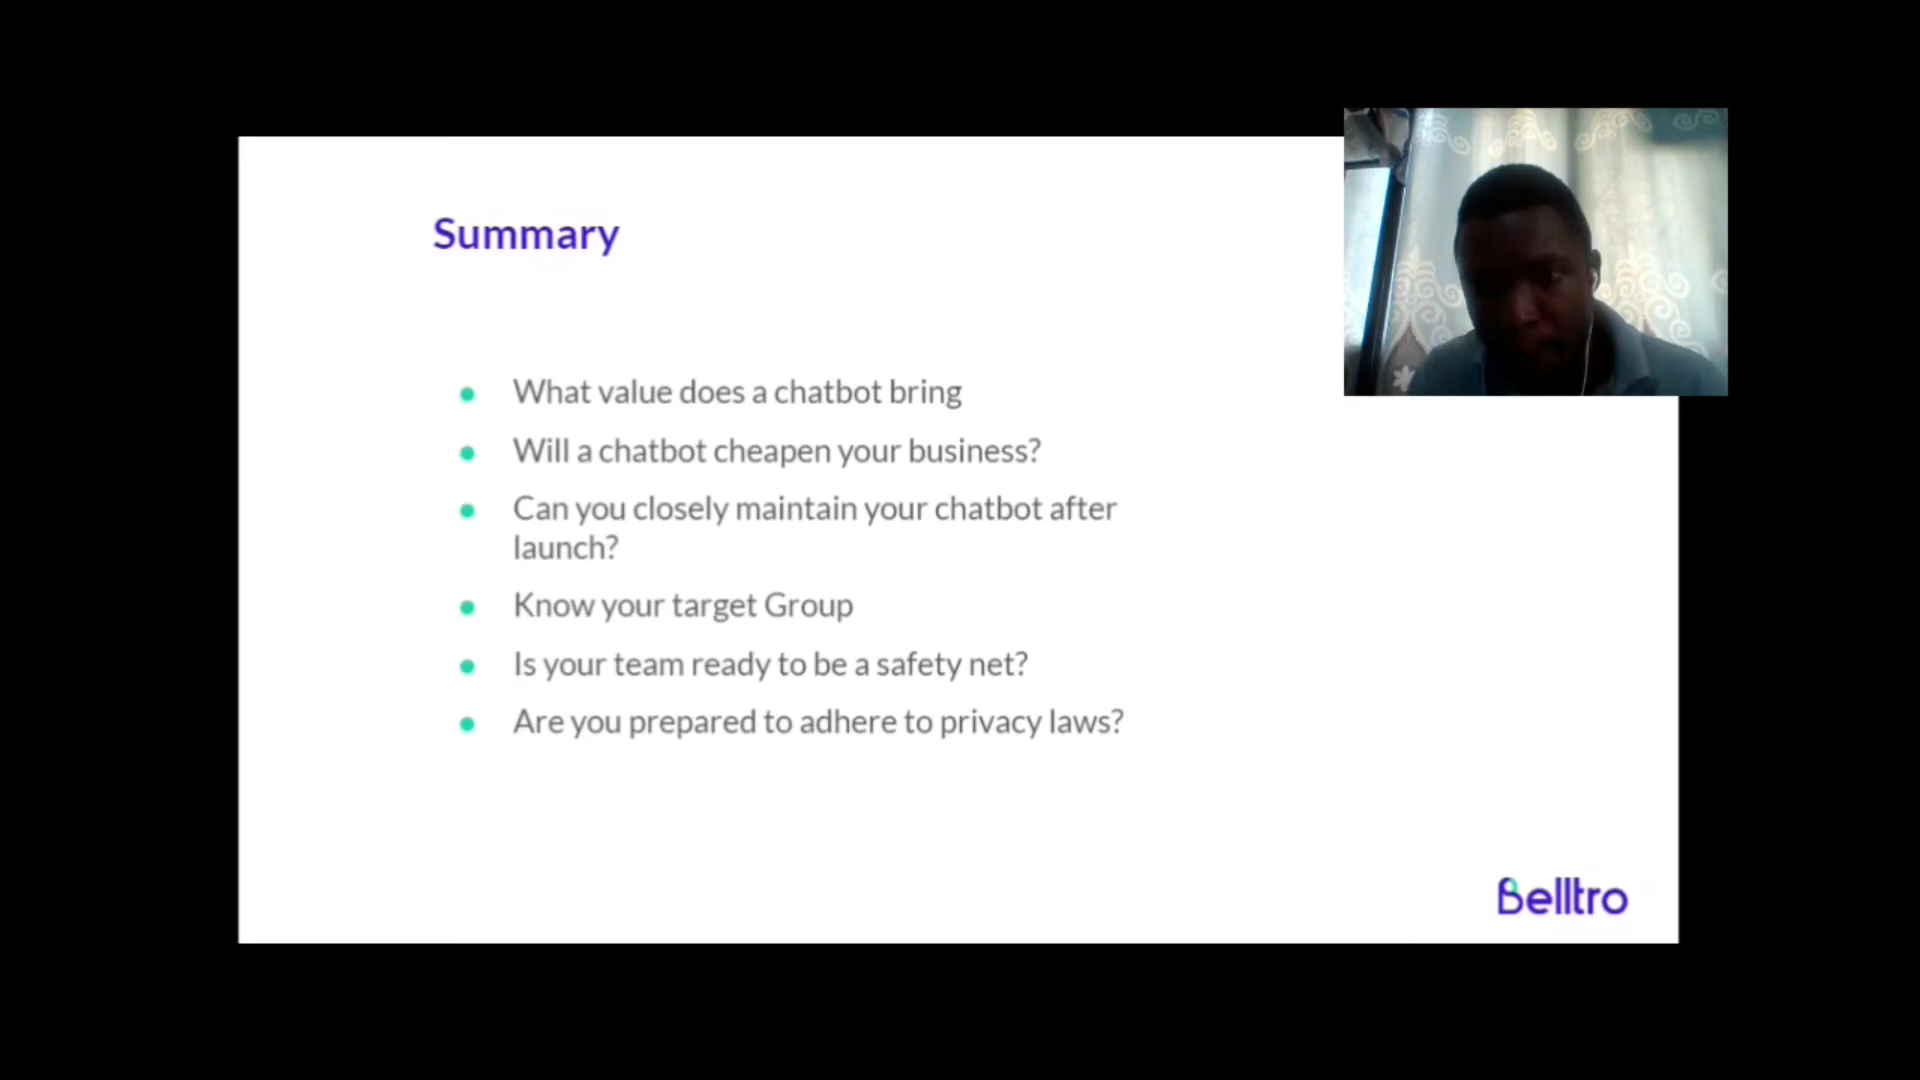 Summary
What value does a chatbot bring
Will a chatbot cheapen your business?
Can you closely maintain your chatbot after
launch?
Know your target Group
Is your team ready to be a safety net?
Are you prepared to adhere to privacy laws?
Belltro